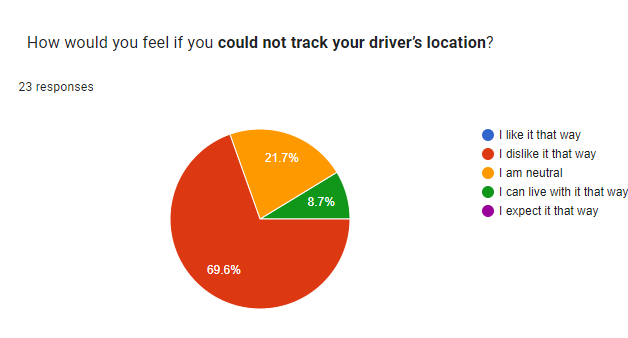 How would you feel if you could not track your driver's location?
23 responses
21.7%
8.7%
69.6%
I like it that way
I dislike it that way
I am neutral
I can live with it that way
I expect it that way